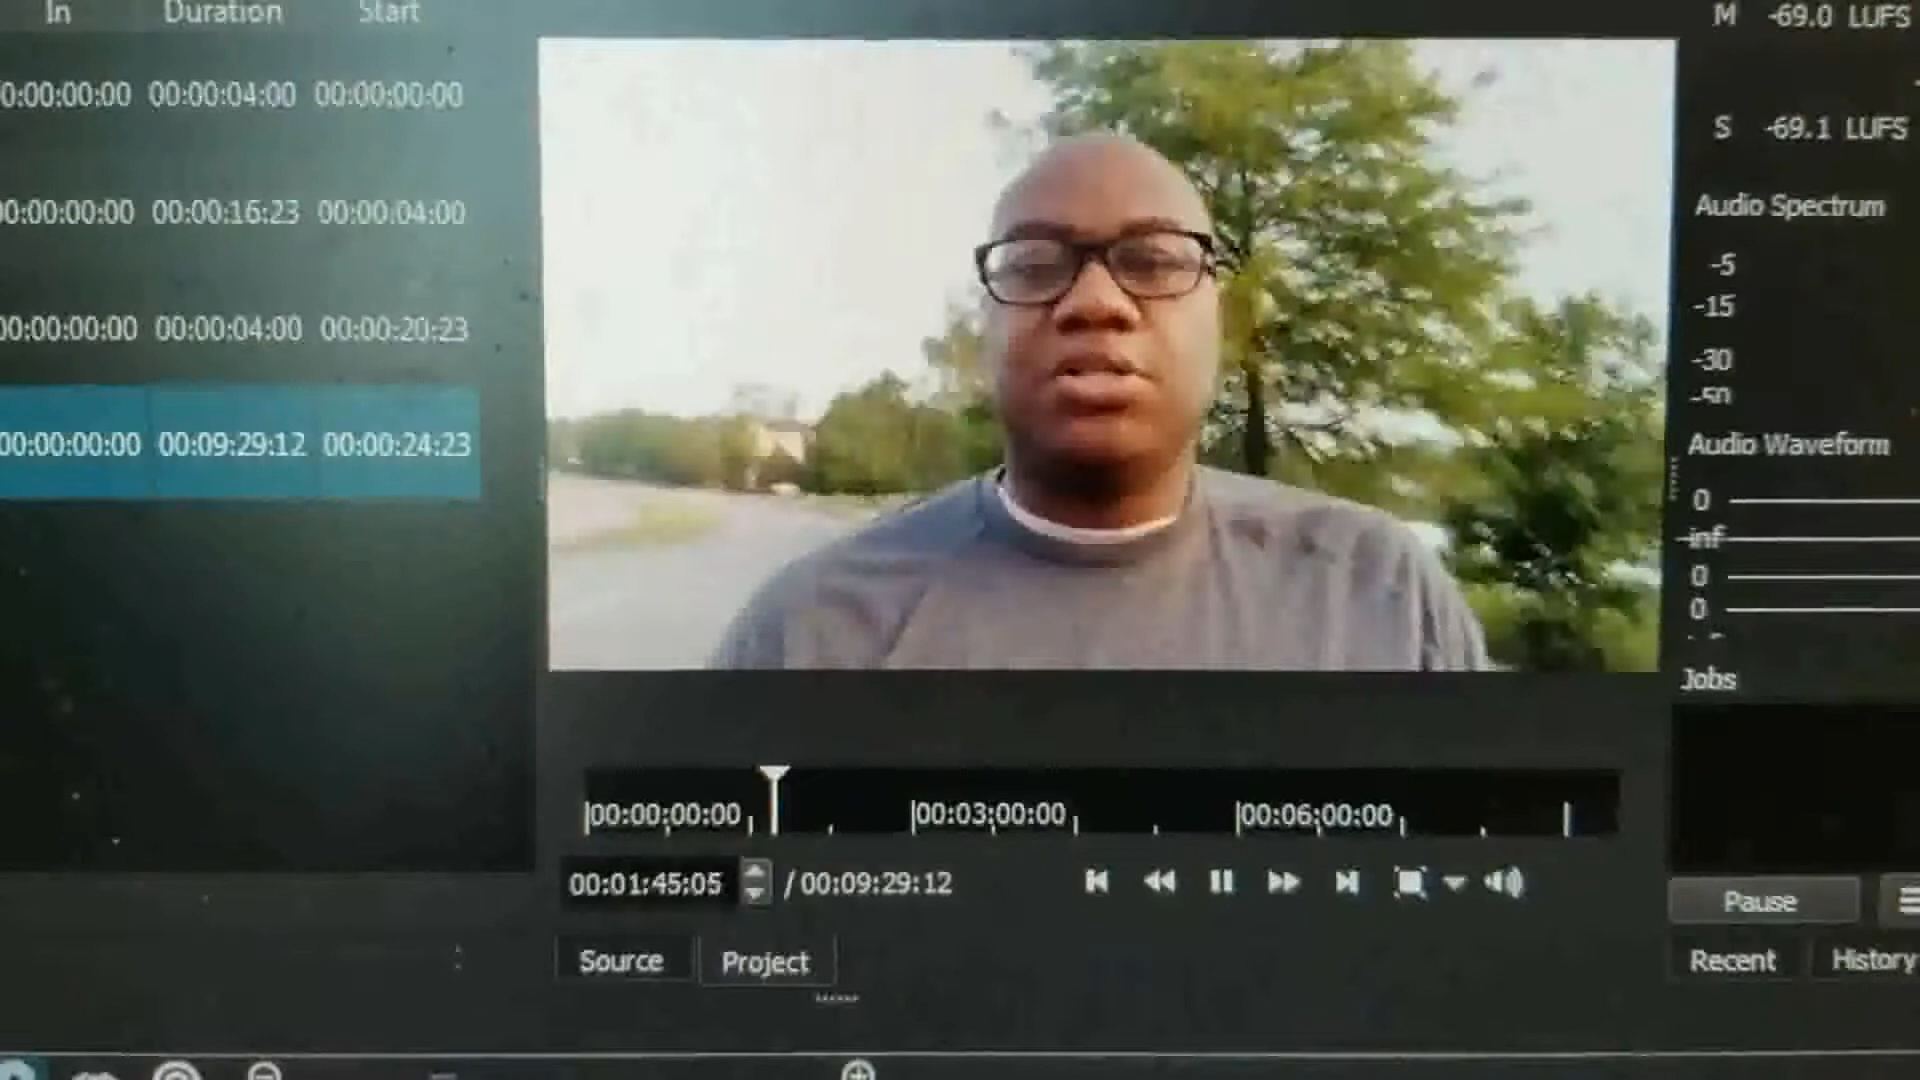 In Duration Start
0:00:00:00 00:00:04:00 00:00:00:00
00:00:00:00 00:00:16:23 00:00:04:00
00:00:00:00 00:00:04:00 00:00:20:23
00:00:00:00 00:09:29:12 00:00:24:23
00:00:00:00 00:03:00:00 00:06:00:00
00:01:45:05 / 00:09:29:12
Source Project
M -69.0 LUFS
S -69.1 LUFS
Audio Spectrum
-5
-15
-30
-50
Audio Waveform
0
-inf
0
0
Jobs
Pause
Recent History